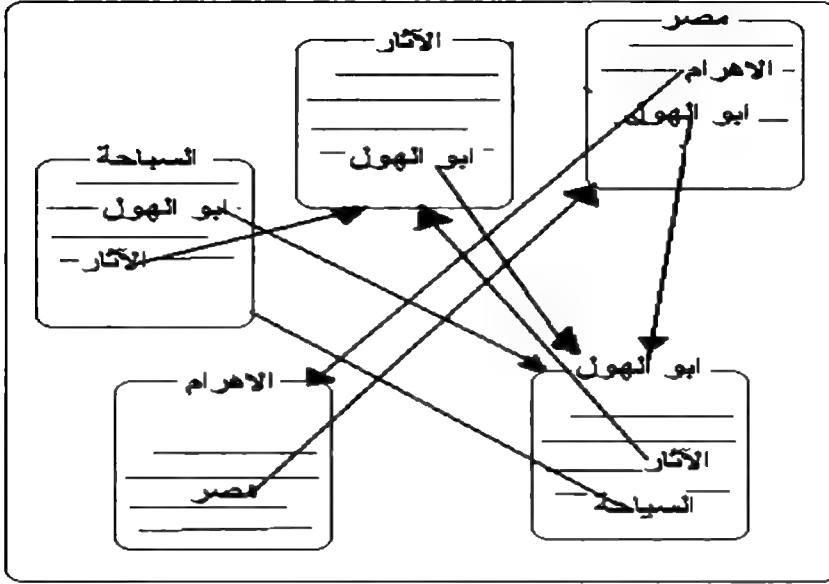 مصر
الاهرام
ابو الهول
الآثار
ابو الهول
السياحة
ابو الهول
الآثار
ابو الهول
الآثار
السياحة
الاهرام
مصر